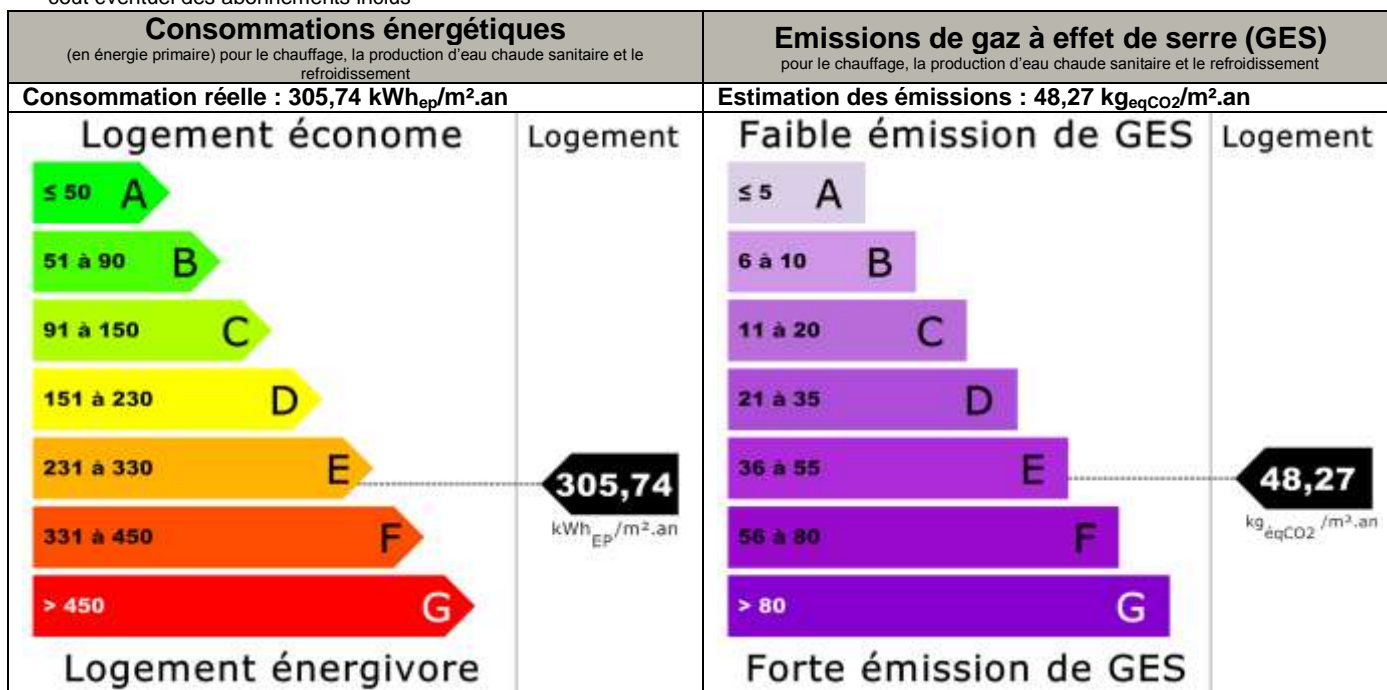 coût éventuel des abonnements inclus
Consommations énergétiques
(en énergie primaire) pour le chauffage, la production d'eau chaude sanitaire et le
refroidissement
Consommation réelle : 305,74 kWhep/m².an
Logement économe
Logement
≤ 50 A
51 à 90 B
91 à 150 C
151 à 230 D
231 à 330 E
331 à 450 F
> 450 G
305,74
kWhEP/m².an
Logement énergivore
Emissions de gaz à effet de serre (GES)
pour le chauffage, la production d'eau chaude sanitaire et le refroidissement
Estimation des émissions : 48,27 kgeqCO2/m².an
Faible émission de GES
Logement
≤ 5 A
6 à 10 B
11 à 20 C
21 à 35 D
36 à 55 E
56 à 80 F
> 80 G
48,27
kgéqCO2/m².an
Forte émission de GES